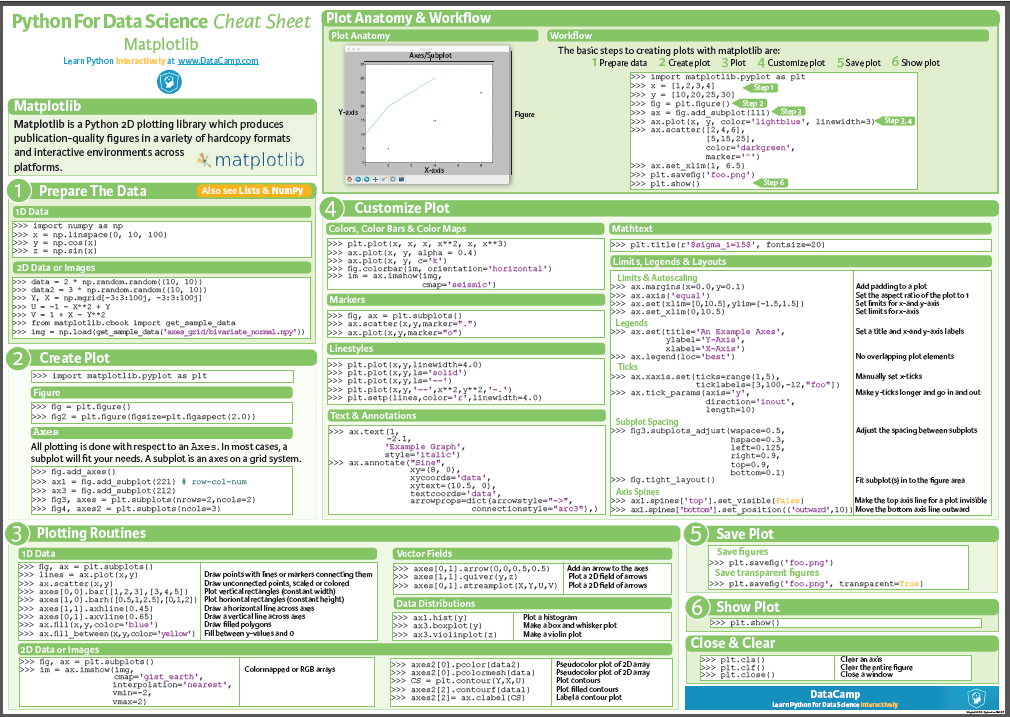 Python For Data Science Cheat Sheet
Matplotlib
Learn Python Interactively at www.DataCamp.com
Matplotlib
Matplotlib is a Python 2D plotting library which produces
publication-quality figures in a variety of hardcopy formats
and interactive environments across
platforms.
matplotlib
1 Prepare The Data
Also see Lists & NumPy
1D Data
>>> import numpy as np
>>> x = np.linspace(0, 10, 100)
>>> y = np.cos(x)
>>> z = np.sin(x)
2D Data or Images
>>> data = 2 * np.random.random((10, 10))
>>> data2 = 3 * np.random.random((10, 10))
>>> Y, X = np.mgrid[-3:3:100j, -3:3:100j]
>>> U = -1 - X**2 + Y
>>> V = 1 + X - Y**2
>>> from matplotlib.cbook import get_sample_data
>>> img = np.load(get_sample_data('axes_grid/bivariate_normal.npy'))
2 Create Plot
>>> import matplotlib.pyplot as plt
Figure
>>> fig = plt.figure()
>>> fig2 = plt.figure(figsize=plt.figaspect(2.0))
Axes
All plotting is done with respect to an Axes. In most cases, a
subplot will fit your needs. A subplot is an axes on a grid system.
>>> fig.add_axes()
>>> ax1 = fig.add_subplot(221) # row-col-num
>>> ax3 = fig.add_subplot(212)
>>> fig3, axes = plt.subplots(nrows=2,ncols=2)
>>> fig4, axes2 = plt.subplots(ncols=3)
Plot Anatomy & Workflow
Plot Anatomy
Axes/Subplot
Y-axis
Figure
X-axis
Workflow
The basic steps to creating plots with matplotlib are:
1 Prepare data 2 Create plot 3 Plot 4 Customize plot 5 Save plot 6 Show plot
>>> import matplotlib.pyplot as plt
>>> x = [1,2,3,4]
>>> y = [10,20,25,30] Step 1
>>> fig = plt.figure() Step 2
>>> ax = fig.add_subplot(111) Step 3
>>> ax.plot(x, y, color='lightblue', linewidth=3) Step 3, 4
>>> ax.scatter([2,4,6],
[5,15,25],
color='darkgreen',
marker='^')
>>> ax.set_xlim(1, 6.5)
>>> plt.savefig('foo.png')
>>> plt.show() Step 6
4 Customize Plot
Colors, Color Bars & Color Maps
>>> plt.plot(x, x, x, x**2, x, x**3)
>>> ax.plot(x, y, alpha = 0.4)
>>> ax.plot(x, y, c='k')
>>> fig.colorbar(im, orientation='horizontal')
>>> im = ax.imshow(img,
cmap='seismic')
Markers
>>> fig, ax = plt.subplots()
>>> ax.scatter(x,y,marker=".")
>>> ax.plot(x,y,marker="o")
Linestyles
>>> plt.plot(x,y,linewidth=4.0)
>>> plt.plot(x,y,ls='solid')
>>> plt.plot(x,y,ls='--')
>>> plt.plot(x,y,'--',x**2,y**2,'-.')
>>> plt.setp(lines,color='r',linewidth=4.0)
Text & Annotations
>>> ax.text(1,
-2.1,
'Example Graph',
style='italic')
>>> ax.annotate("Sine",
xy=(8, 0),
xycoords='data',
xytext=(10.5, 0),
textcoords='data',
arrowprops=dict(arrowstyle="->",
connectionstyle="arc3"),)
Mathtext
>>> plt.title(r'$sigma_i=15$', fontsize=20)
Limits, Legends & Layouts
Limits & Autoscaling
>>> ax.margins(x=0.0,y=0.1) Add padding to a plot
>>> ax.axis('equal') Set the aspect ratio of the plot to 1
>>> ax.set(xlim=[0,10.5],ylim=[-1.5,1.5]) Set limits for x-and y-axis
>>> ax.set_xlim(0,10.5) Set limits for x-axis
Legends
>>> ax.set(title='An Example Axes', Set a title and x-and y-axis labels
ylabel='Y-Axis',
xlabel='X-Axis')
>>> ax.legend(loc='best') No overlapping plot elements
Ticks
>>> ax.xaxis.set(ticks=range(1,5), Manually set x-ticks
ticklabels=[3,100,-12,"foo"])
>>> ax.tick_params(axis='y', Make y-ticks longer and go in and out
direction='inout',
length=10)
Subplot Spacing
>>> fig3.subplots_adjust(wspace=0.5, Adjust the spacing between subplots
hspace=0.3,
left=0.125,
right=0.9,
top=0.9,
bottom=0.1)
>>> fig.tight_layout() Fit subplot(s) in to the figure area
Axis Spines
>>> ax1.spines['top'].set_visible(False) Make the top axis line for a plot invisible
>>> ax1.spines['bottom'].set_position(('outward',10)) Move the bottom axis line outward
3 Plotting Routines
1D Data
>>> fig, ax = plt.subplots()
>>> lines = ax.plot(x,y) Draw points with lines or markers connecting them
>>> ax.scatter(x,y) Draw unconnected points, scaled or colored
>>> axes[0,0].bar([1,2,3],[3,4,5]) Plot vertical rectangles (constant width)
>>> axes[1,0].barh([0.5,1,2.5],[0,1,2]) Plot horiontal rectangles (constant height)
>>> axes[1,1].axhline(0.45) Draw a horizontal line across axes
>>> axes[0,1].axvline(0.65) Draw a vertical line across axes
>>> ax.fill(x,y,color='blue') Draw filled polygons
>>> ax.fill_between(x,y,color='yellow') Fill between y-values and 0
2D Data or Images
>>> fig, ax = plt.subplots()
>>> im = ax.imshow(img, Colormapped or RGB arrays
cmap='gist_earth',
interpolation='nearest',
vmin=-2,
vmax=2)
Vector Fields
>>> axes[0,1].arrow(0,0,0.5,0.5) Add an arrow to the axes
>>> axes[1,1].quiver(y,z) Plot a 2D field of arrows
>>> axes[0,1].streamplot(X,Y,U,V) Plot a 2D field of arrows
Data Distributions
>>> ax1.hist(y) Plot a histogram
>>> ax3.boxplot(y) Make a box and whisker plot
>>> ax3.violinplot(z) Make a violin plot
>>> axes2[0].pcolor(data2) Pseudocolor plot of 2D array
>>> axes2[0].pcolormesh(data) Pseudocolor plot of 2D array
>>> CS = plt.contour(Y,X,U) Plot contours
>>> axes2[2].contourf(data1) Plot filled contours
>>> axes2[2]= ax.clabel(CS) Label a contour plot
5 Save Plot
Save figures
>>> plt.savefig('foo.png')
Save transparent figures
>>> plt.savefig('foo.png', transparent=True)
6 Show Plot
>>> plt.show()
Close & Clear
>>> plt.cla() Clear an axis
>>> plt.clf() Clear the entire figure
>>> plt.close() Close a window
DataCamp
Learn Python for Data Science Interactively